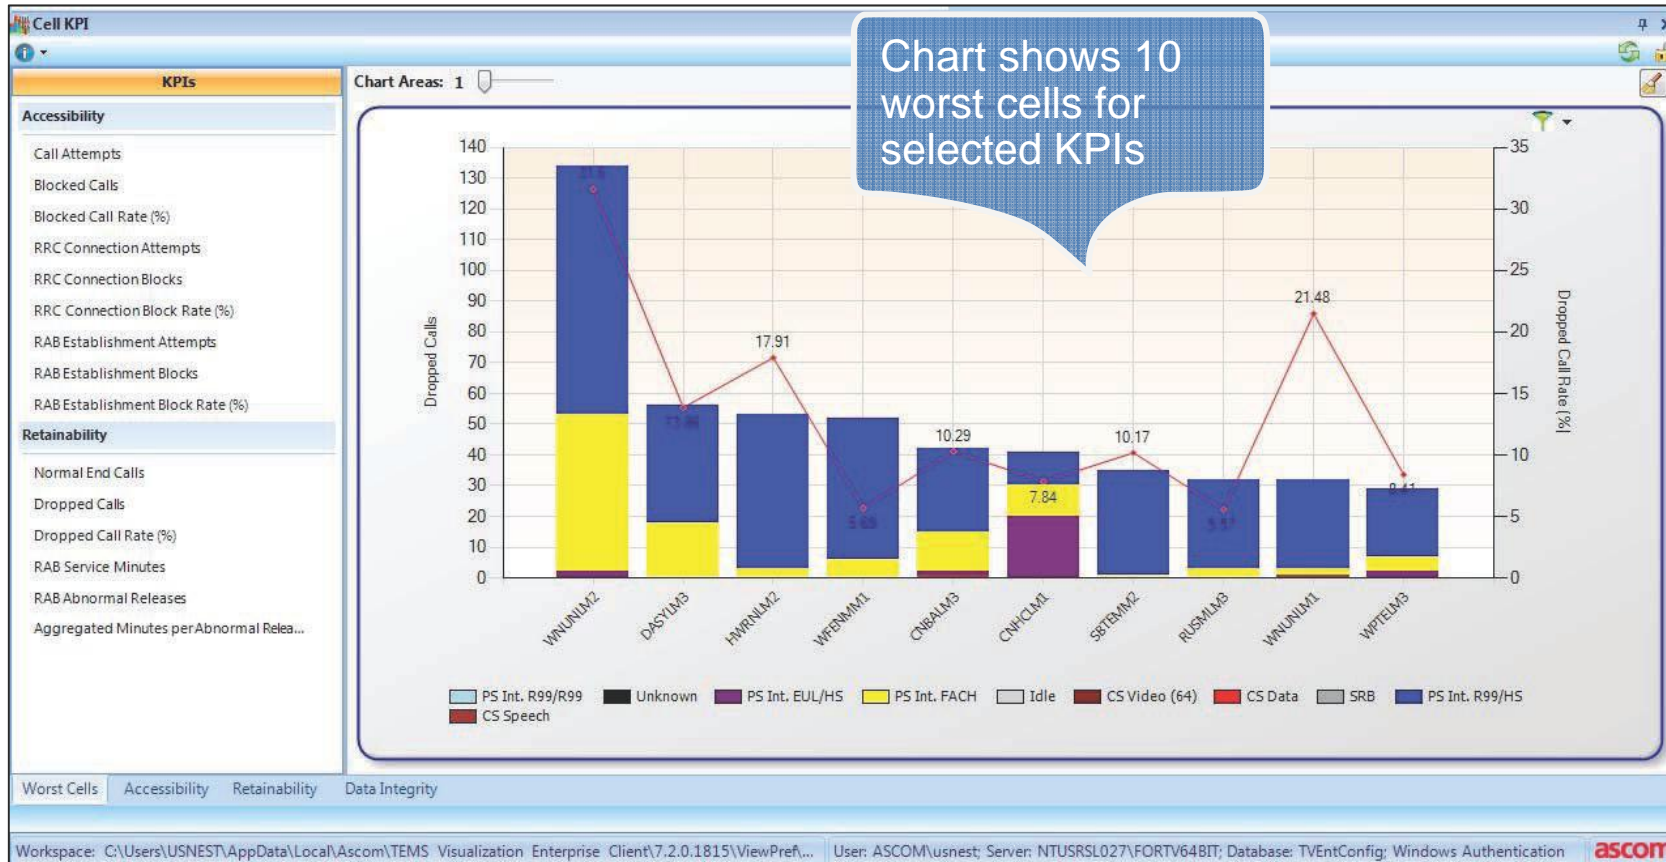 Cell KPI
KPIs
Chart Areas: 1
Chart shows 10
worst cells for
selected KPIs
Accessibility
Call Attempts
Blocked Calls
Blocked Call Rate (%)
RRC Connection Attempts
RRC Connection Blocks
RRC Connection Block Rate (%)
RAB Establishment Attempts
RAB Establishment Blocks
RAB Establishment Block Rate (%)
Retainability
Normal End Calls
Dropped Calls
Dropped Call Rate (%)
RAB Service Minutes
RAB Abnormal Releases
Aggregated Minutes per Abnormal Relea...
Dropped Calls
140
130
120
110
100
90
80
70
60
50
40
30
20
10
0
17.91
10.29
7.84
10.17
21.48
8.41
35
30
25
20
15
10
5
0
Dropped Call Rate (%)
WNUNLM2
DASYLM3
HWRNLM2
WFENMM1
CNBALM3
CNHCLM1
SBTEMM2
RUSMLM3
WNUNLM1
WPTELM3
PS Int. R99/R99 Unknown PS Int. EUL/HS PS Int. FACH Idle CS Video (64) CS Data SRB PS Int. R99/HS
CS Speech
Worst Cells Accessibility Retainability Data Integrity
Workspace: C:\Users\USNEST\AppData\Local\Ascom\TEMS Visualization Enterprise Client\7.2.0.1815\ViewPref\... User: ASCOM\usnest; Server: NTUSRSL027\FORTV64BIT; Database: TVEntConfig; Windows Authentication ascom